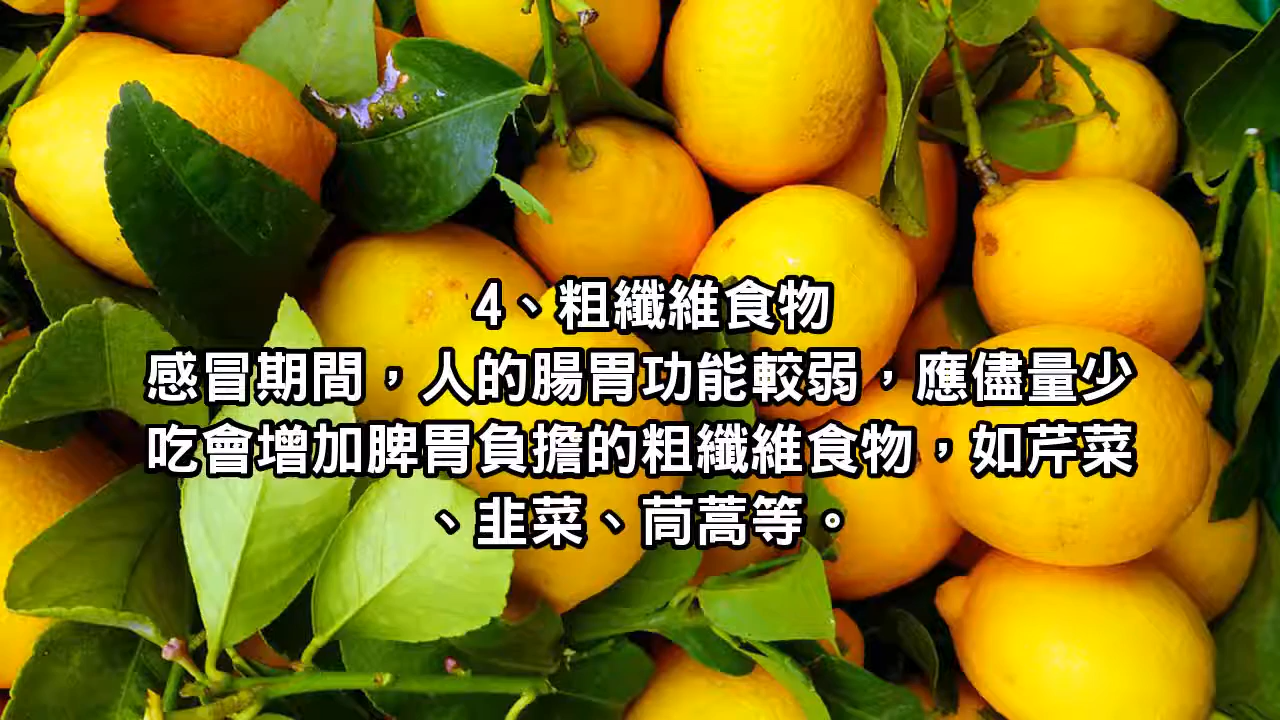 4、粗纖維食物
感冒期間，人的腸胃功能較弱，應儘量少
吃會增加脾胃負擔的粗纖維食物，如芹菜
、韭菜、茼蒿等。